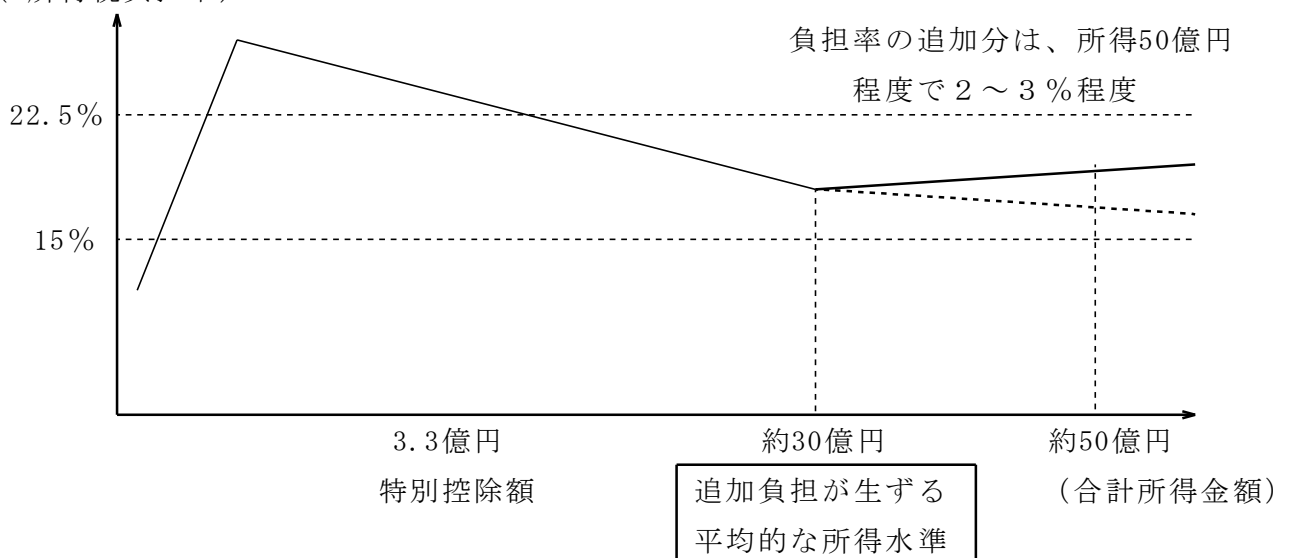 負担率の追加分は、所得50億円
程度で２～３％程度
22.5%
15%
3.3億円
約30億円
約50億円
特別控除額
追加負担が生ずる
平均的な所得水準
(合計所得金額)